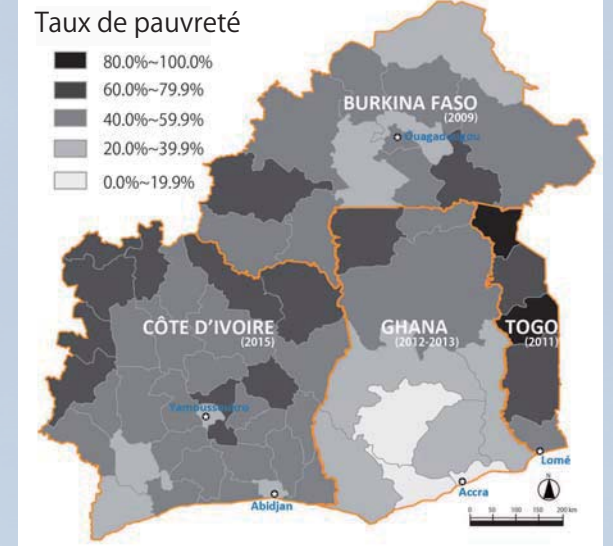 Taux de pauvreté
80.0%~100.0%
60.0%~79.9%
40.0%~59.9%
20.0%~39.9%
0.0%~19.9%
BURKINA FASO
(2009)
Ouagadougou
CÔTE D'IVOIRE
(2015)
GHANA
(2012-2013)
TOGO
(2011)
Yamoussoukro
Lomé
Accra
Abidjan
N
0 50 100 150 200 km